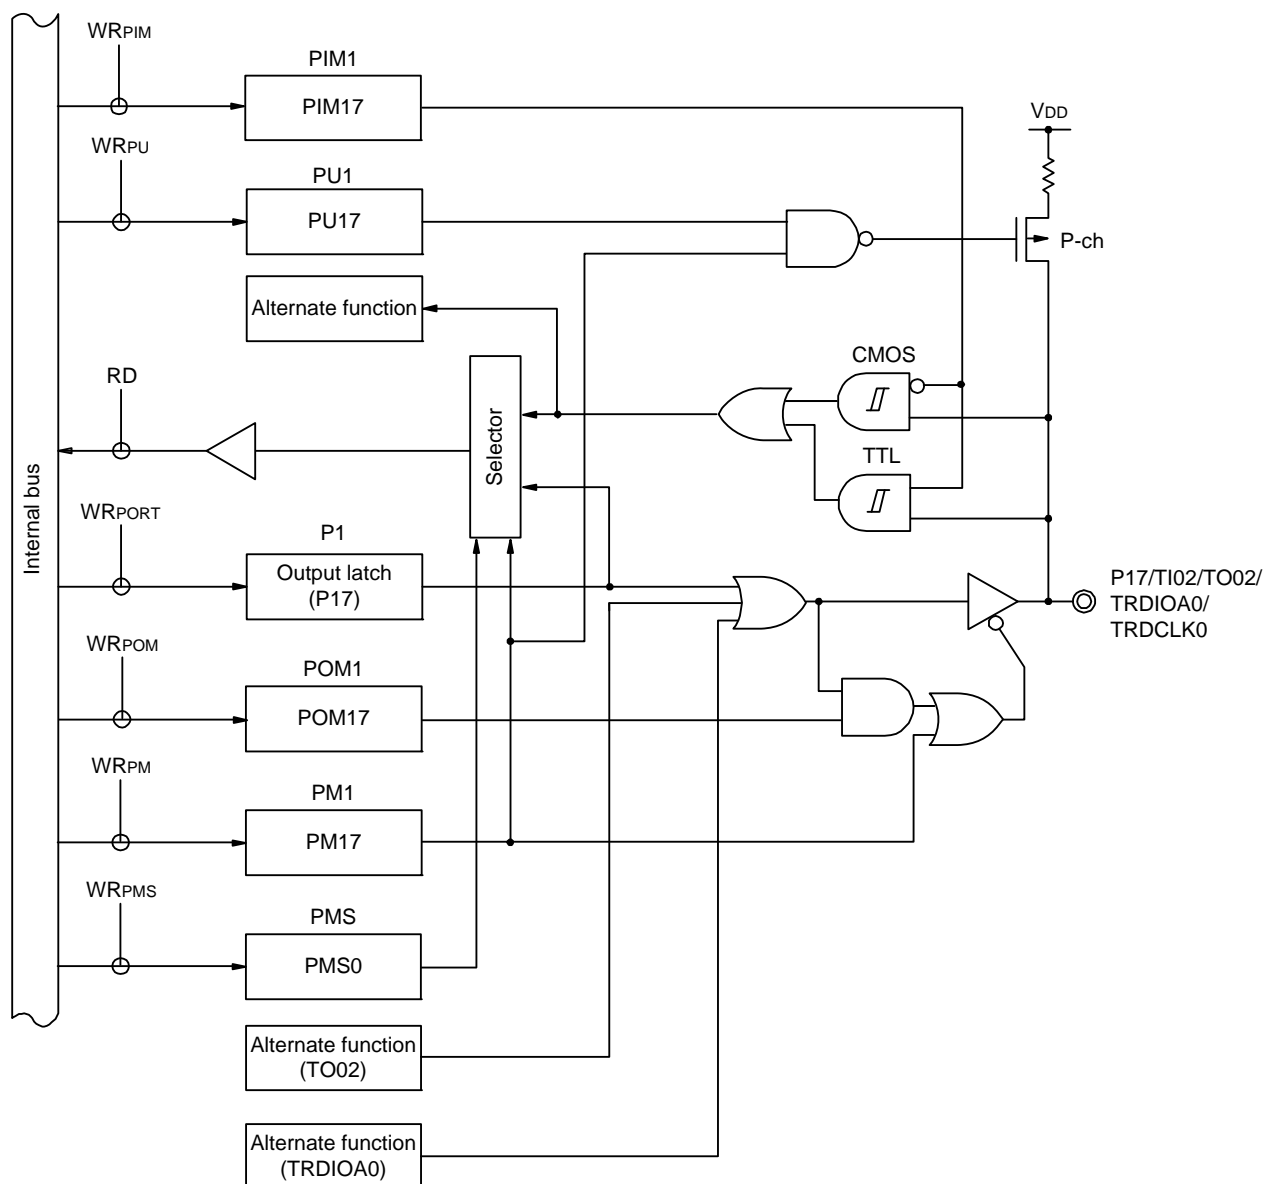 WRPIM
PIM1
PIM17
VDD
WRPU
PU1
PU17
P-ch
Alternate function
CMOS
RD
Selector
TTL
Internal bus
WRPORT
P1
Output latch
(P17)
P17/TI02/TO02/
TRDIOA0/
TRDCLK0
WRPOM
POM1
POM17
WRPM
PM1
PM17
WRPMS
PMS
PMS0
Alternate function
(TO02)
Alternate function
(TRDIOA0)